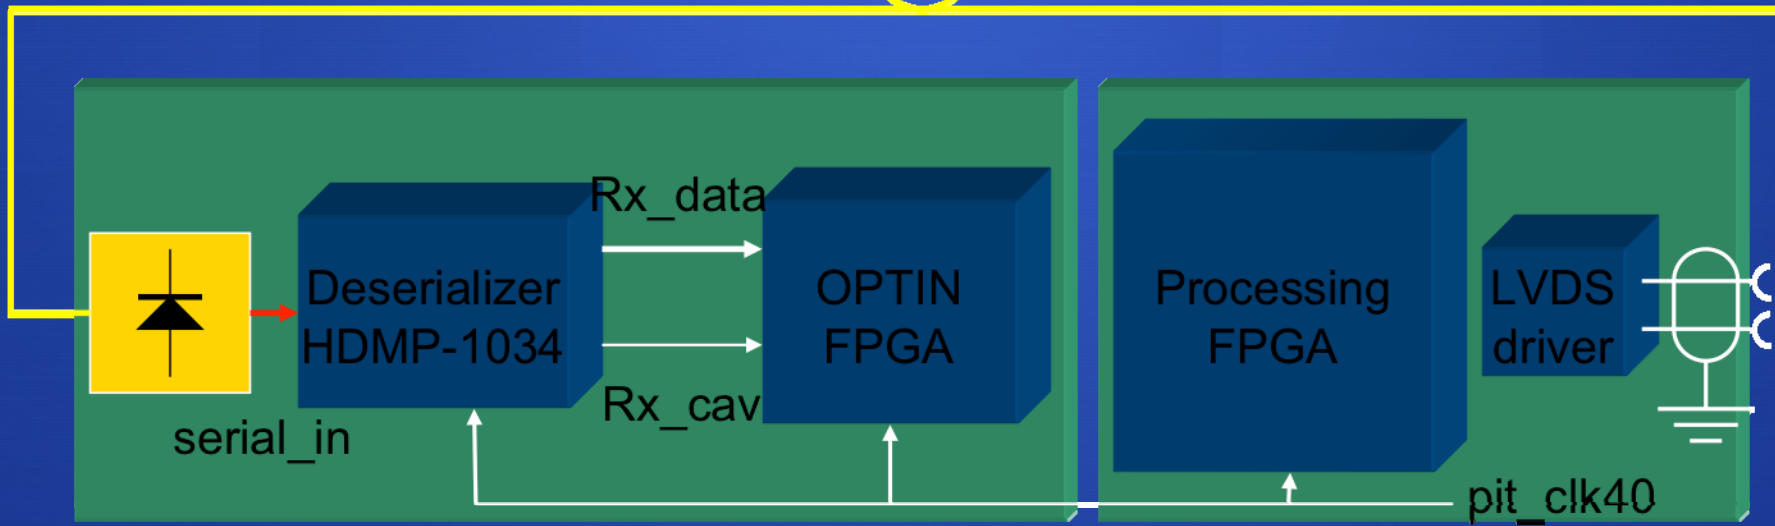 Rx_data
Deserializer
HDMP-1034
OPTIN
FPGA
Processing
FPGA
LVDS
driver
Rx_cav
serial_in
pit_clk40